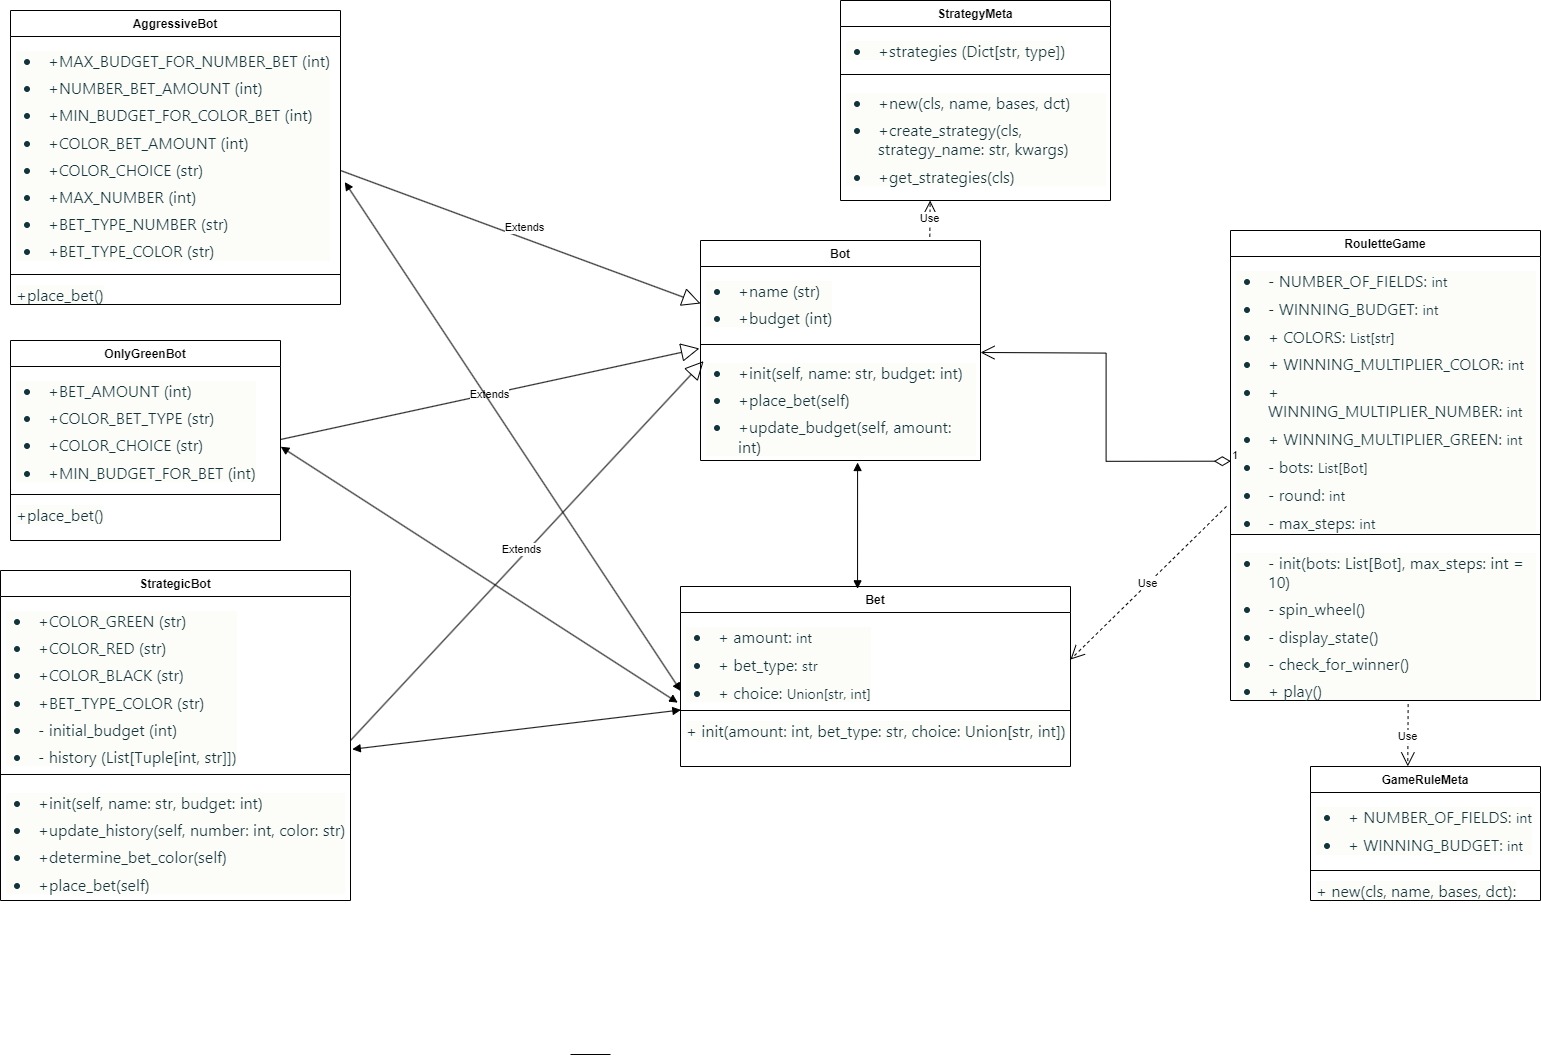 AggressiveBot
+MAX_BUDGET_FOR_NUMBER_BET (int)
+NUMBER_BET_AMOUNT (int)
+MIN_BUDGET_FOR_COLOR_BET (int)
+COLOR_BET_AMOUNT (int)
+COLOR_CHOICE (str)
+MAX_NUMBER (int)
+BET_TYPE_NUMBER (str)
+BET_TYPE_COLOR (str)
+place_bet()
OnlyGreenBot
+BET_AMOUNT (int)
+COLOR_BET_TYPE (str)
+COLOR_CHOICE (str)
+MIN_BUDGET_FOR_BET (int)
+place_bet()
StrategicBot
+COLOR_GREEN (str)
+COLOR_RED (str)
+COLOR_BLACK (str)
+BET_TYPE_COLOR (str)
- initial_budget (int)
- history (List[Tuple[int, str]])
+init(self, name: str, budget: int)
+update_history(self, number: int, color: str)
+determine_bet_color(self)
+place_bet(self)
Extends
Extends
Extends
StrategyMeta
+strategies (Dict[str, type])
+new(cls, name, bases, dct)
+create_strategy(cls,
strategy_name: str, kwargs)
+get_strategies(cls)
Use
Bot
+name (str)
+budget (int)
+init(self, name: str, budget: int)
+place_bet(self)
+update_budget(self, amount:
int)
Bet
+ amount: int
+ bet_type: str
+ choice: Union[str, int]
+ init(amount: int, bet_type: str, choice: Union[str, int])
RouletteGame
- NUMBER_OF_FIELDS: int
- WINNING_BUDGET: int
+ COLORS: List[str]
+ WINNING_MULTIPLIER_COLOR: int
+
WINNING_MULTIPLIER_NUMBER: int
+ WINNING_MULTIPLIER_GREEN: int
1
- bots: List[Bot]
- round: int
- max_steps: int
- init(bots: List[Bot], max_steps: int =
10)
- spin_wheel()
- display_state()
- check_for_winner()
+ play()
Use
Use
GameRuleMeta
+ NUMBER_OF_FIELDS: int
+ WINNING_BUDGET: int
+ new(cls, name, bases, dct):